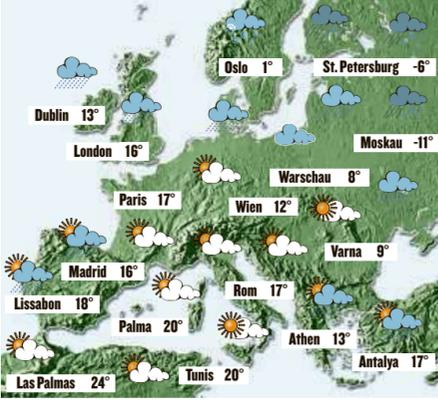 Oslo 1°
St. Petersburg -6°
Dublin 13°
Moskau -11°
London 16°
Warschau 8°
Paris 17°
Wien 12°
Varna 9°
Madrid 16°
Rom 17°
Lissabon 18°
Palma 20°
Athen 13°
Antalya 17°
Las Palmas 24°
Tunis 20°